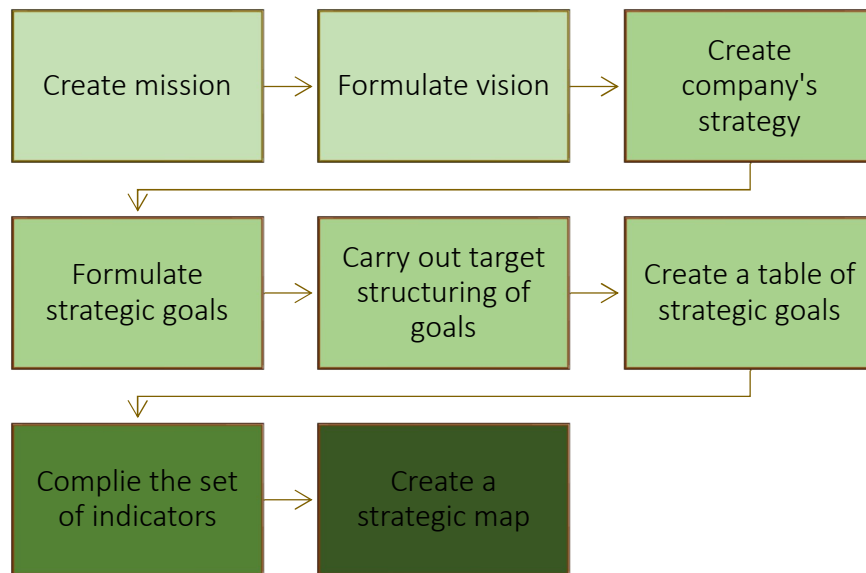 Create mission
Formulate vision
Create
company's
strategy
Formulate
strategic goals
Carry out target
structuring of
goals
Create a table of
strategic goals
Complie the set
of indicators
Create a
strategic map